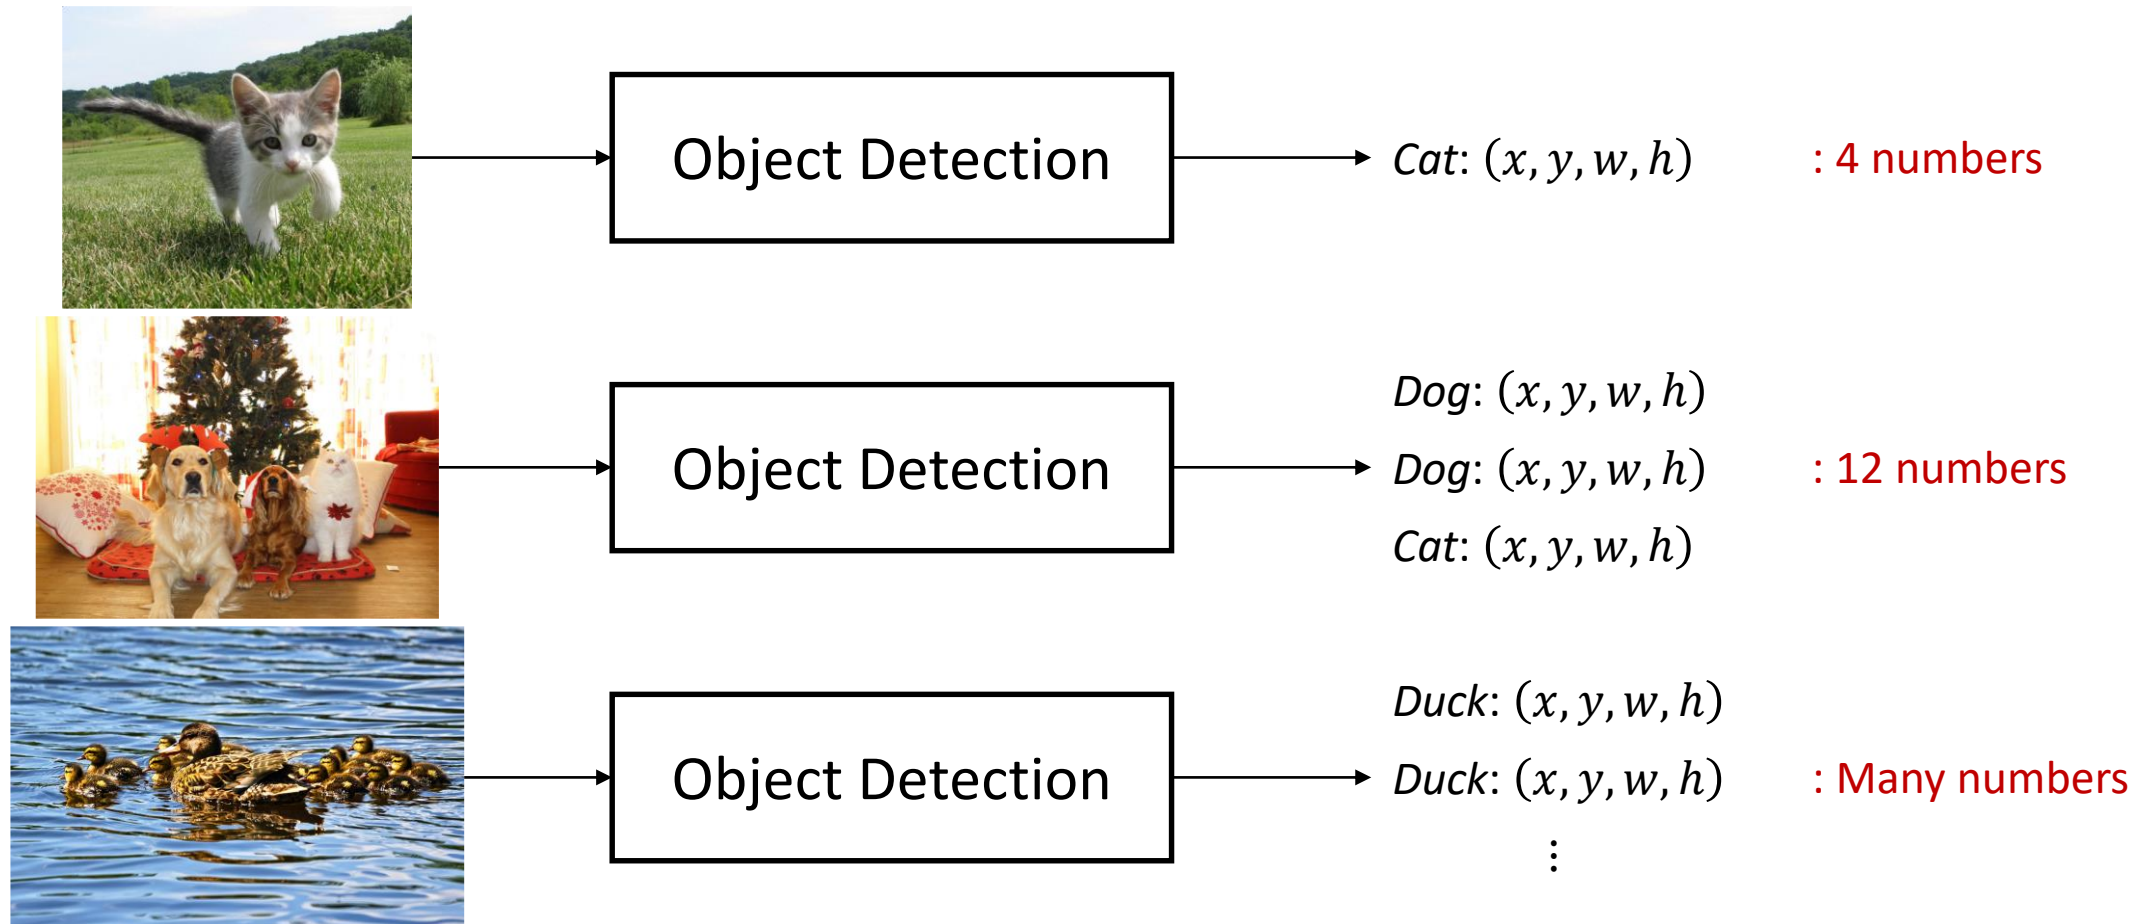 Object Detection
Cat: (x, y, w, h) : 4 numbers
Object Detection
Dog: (x, y, w, h)
Dog: (x, y, w, h) : 12 numbers
Cat: (x, y, w, h)
Object Detection
Duck: (x, y, w, h)
Duck: (x, y, w, h) : Many numbers
⋮